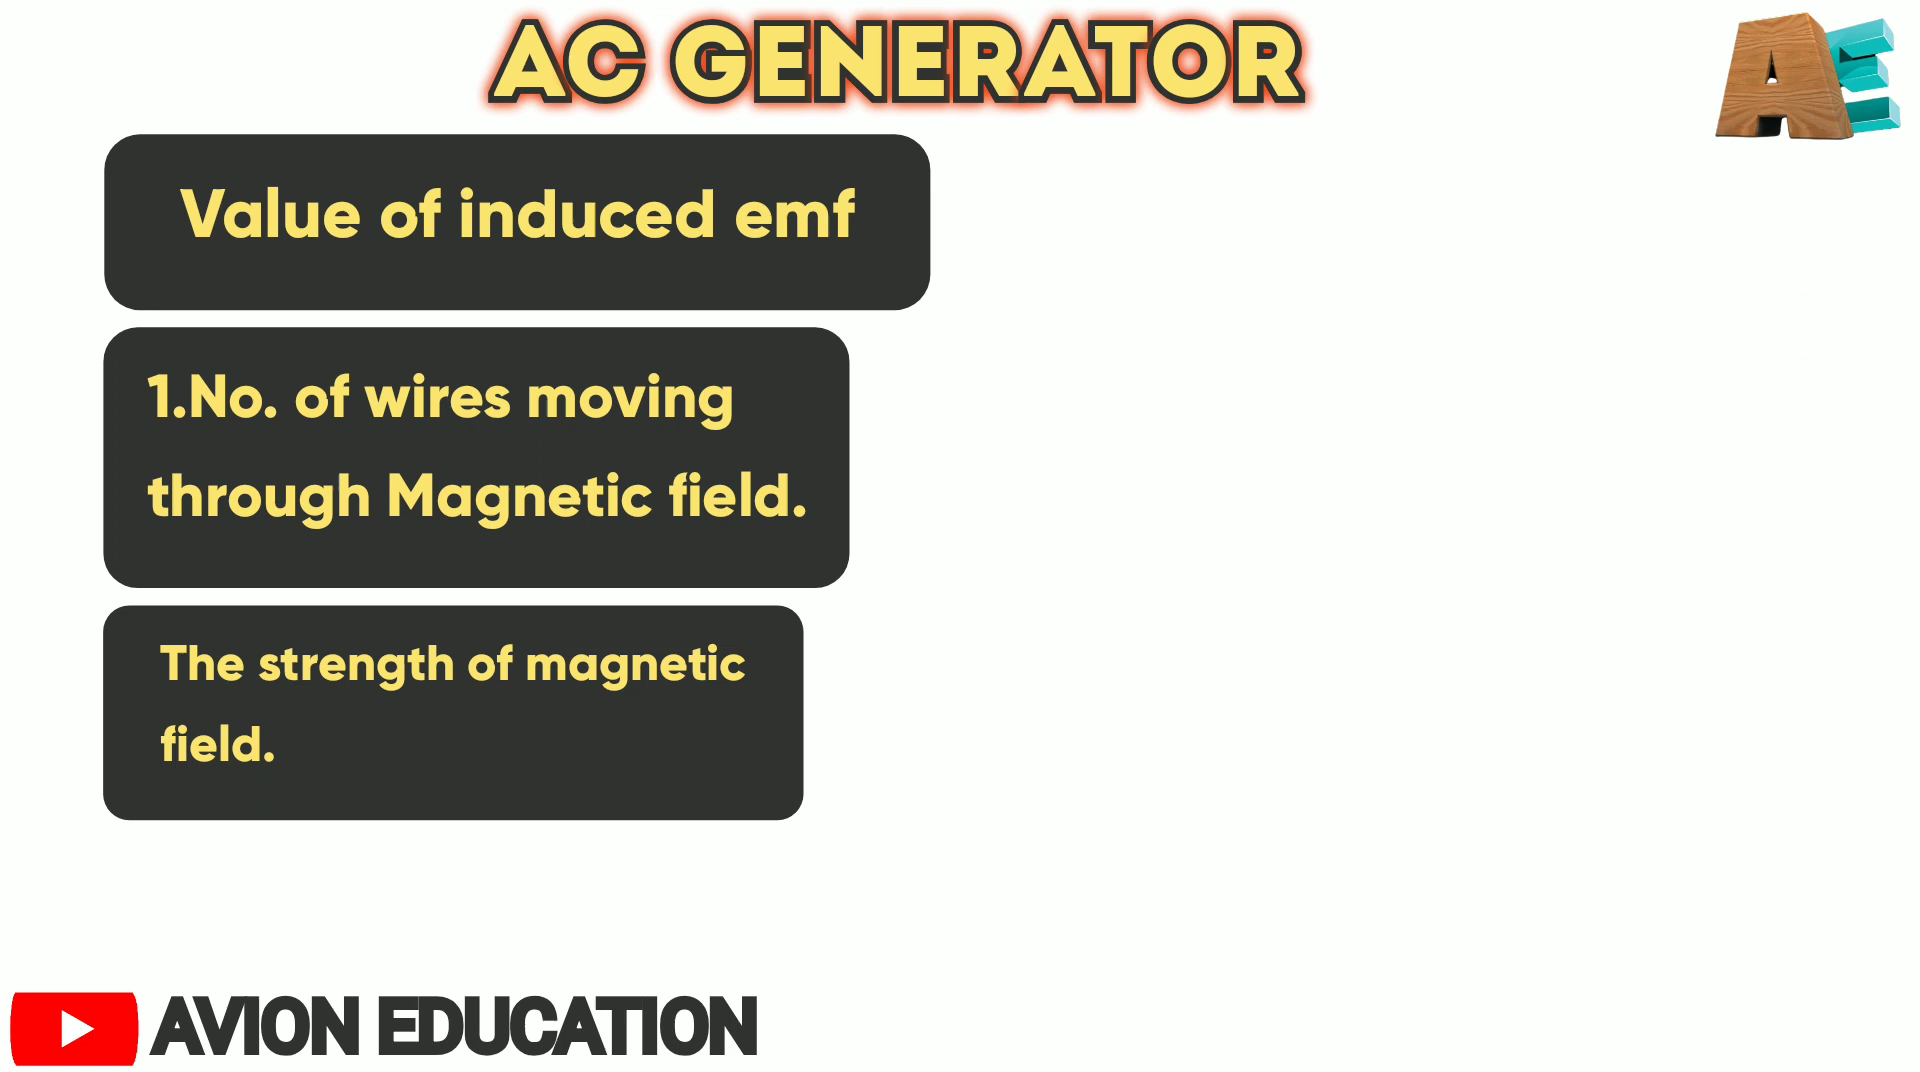 AC GENERATOR
AE
Value of induced emf
1.No. of wires moving
through Magnetic field.
The strength of magnetic
field.
AVION EDUCATION